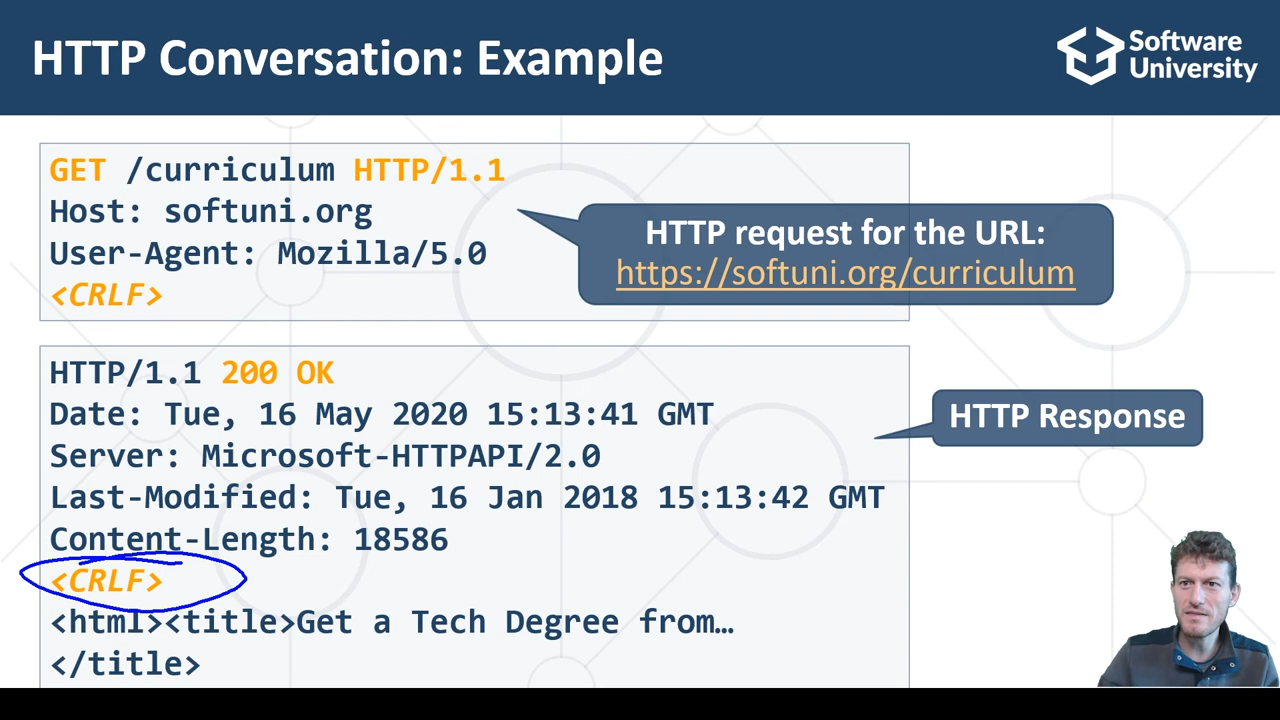 HTTP Conversation: Example
Software
University
GET /curriculum HTTP/1.1
Host: softuni.org
User-Agent: Mozilla/5.0
<CRLF>
HTTP request for the URL:
https://softuni.org/curriculum
HTTP/1.1 200 OK
Date: Tue, 16 May 2020 15:13:41 GMT
Server: Microsoft-HTTPAPI/2.0
Last-Modified: Tue, 16 Jan 2018 15:13:42 GMT
Content-Length: 18586
<CRLF>
<html><title>Get a Tech Degree from…
</title>
HTTP Response